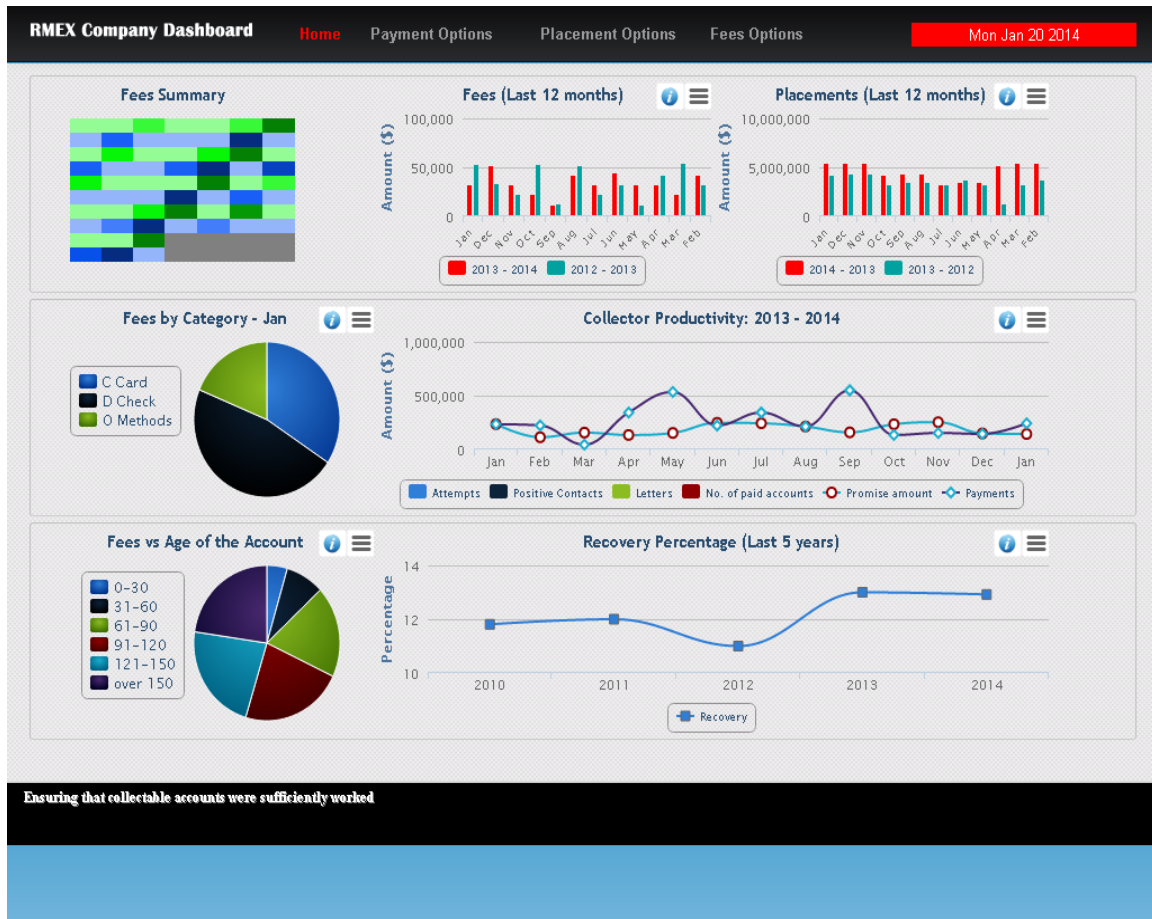 RMEX Company Dashboard
Home Payment Options Placement Options Fees Options
Mon Jan 20 2014
Fees Summary
Fees (Last 12 months)
Amount ($)
100,000
50,000
0
Jan Dec Nov Oct Sep Aug Jul Jun May Apr Mar Feb
2013 - 2014 2012 - 2013
Placements (Last 12 months)
Amount ($)
10,000,000
5,000,000
0
Jan Dec Nov Oct Sep Aug Jul Jun May Apr Mar Feb
2014 - 2013 2013 - 2012
Fees by Category - Jan
C Card
D Check
O Methods
Collector Productivity: 2013 - 2014
Amount ($)
1,000,000
500,000
0
Jan Feb Mar Apr May Jun Jul Aug Sep Oct Nov Dec Jan
Attempts Positive Contacts Letters No. of paid accounts Promise amount Payments
Fees vs Age of the Account
0-30
31-60
61-90
91-120
121-150
over 150
Recovery Percentage (Last 5 years)
Percentage
14
12
10
2010 2011 2012 2013 2014
Recovery
Ensuring that collectable accounts were sufficiently worked